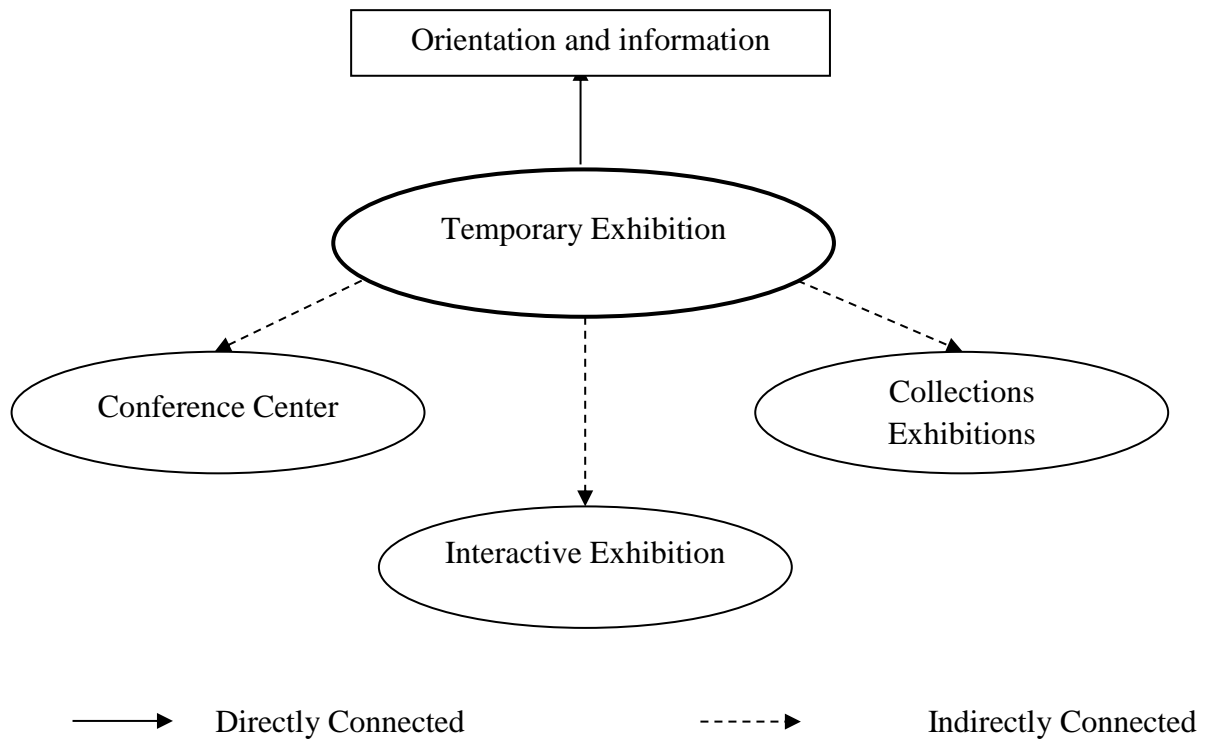 Orientation and information
Temporary Exhibition
Conference Center
Collections
Exhibitions
Interactive Exhibition
Directly Connected
Indirectly Connected